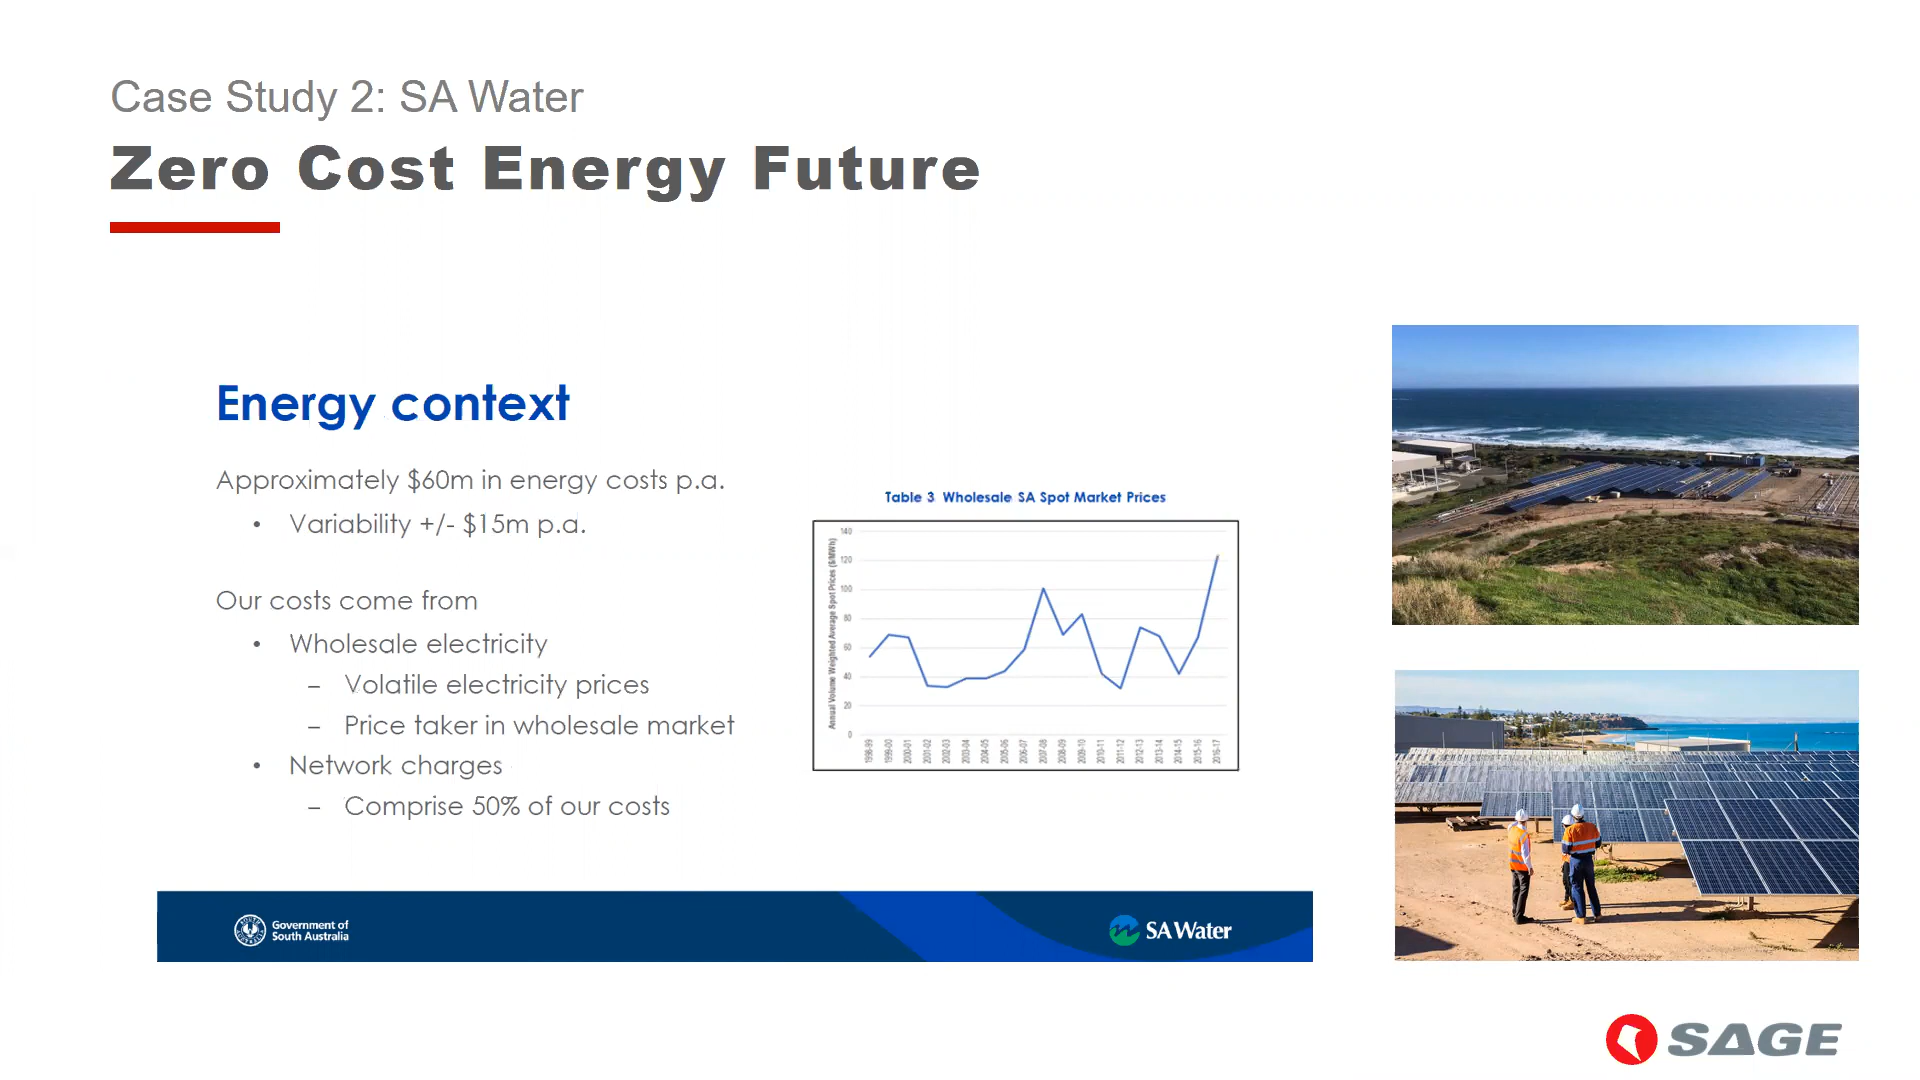 Case Study 2: SA Water
Zero Cost Energy Future
Energy context
Approximately $60m in energy costs p.a.
• Variability +/- $15m p.a.
Our costs come from
• Wholesale electricity
– Volatile electricity prices
– Price taker in wholesale market
• Network charges
– Comprise 50% of our costs
Table 3 Wholesale SA Spot Market Prices
Annual Volume Weighted Average Spot Prices ($/MWh)
140
120
100
80
60
40
20
0
1998-99
1999-00
2000-01
2001-02
2002-03
2003-04
2004-05
2005-06
2006-07
2007-08
2008-09
2009-10
2010-11
2011-12
2012-13
2013-14
2014-15
2015-16
2016-17
Government of
South Australia
SA Water
SAGE